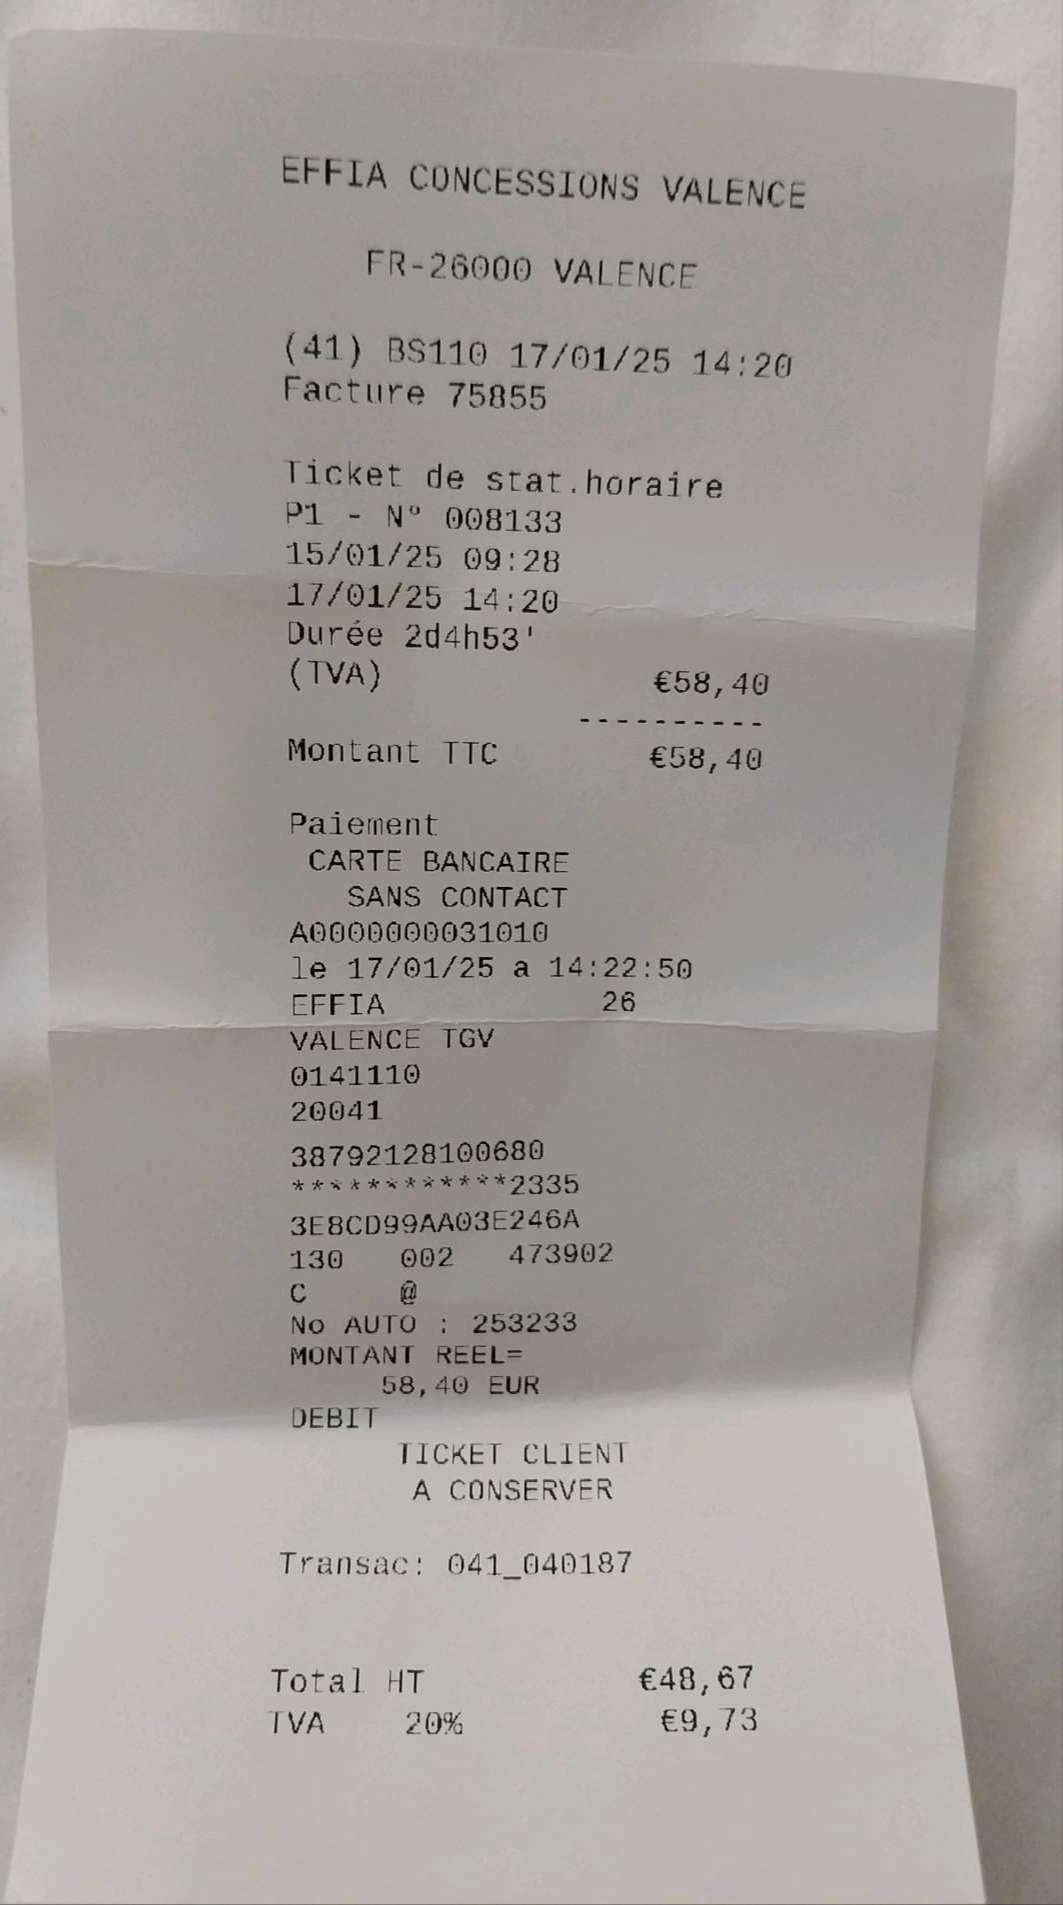 EFFIA CONCESSIONS VALENCE
FR-26000 VALENCE
(41) BS110 17/01/25 14:20
Facture 75855
Ticket de stat.horaire
P1 - N° 008133
15/01/25 09:28
17/01/25 14:20
Durée 2d4h53'
(TVA) €58,40
----------
Montant TTC €58,40
Paiement
CARTE BANCAIRE
SANS CONTACT
A0000000031010
le 17/01/25 a 14:22:50
EFFIA 26
VALENCE TGV
0141110
20041
38792128100680
************2335
3E8CD99AA03E246A
130 002 473902
C @
No AUTO : 253233
MONTANT REEL=
58,40 EUR
DEBIT
TICKET CLIENT
A CONSERVER
Transac: 041_040187
Total HT €48,67
TVA 20% €9,73